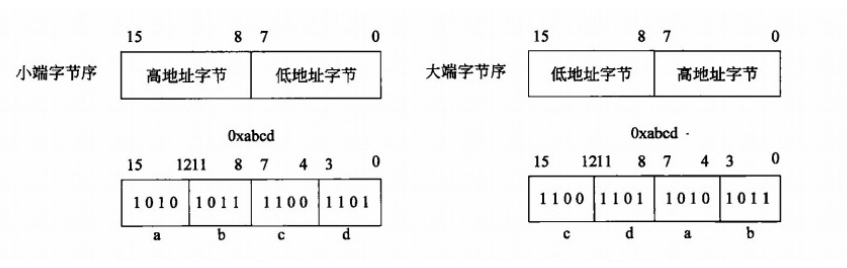 15 8 7 0
小端字节序 高地址字节 低地址字节
0xabcd
15 1211 8 7 4 3 0
1010 1011 1100 1101
a b c d
15 8 7 0
大端字节序 低地址字节 高地址字节
0xabcd
15 1211 8 7 4 3 0
1100 1101 1010 1011
c d a b